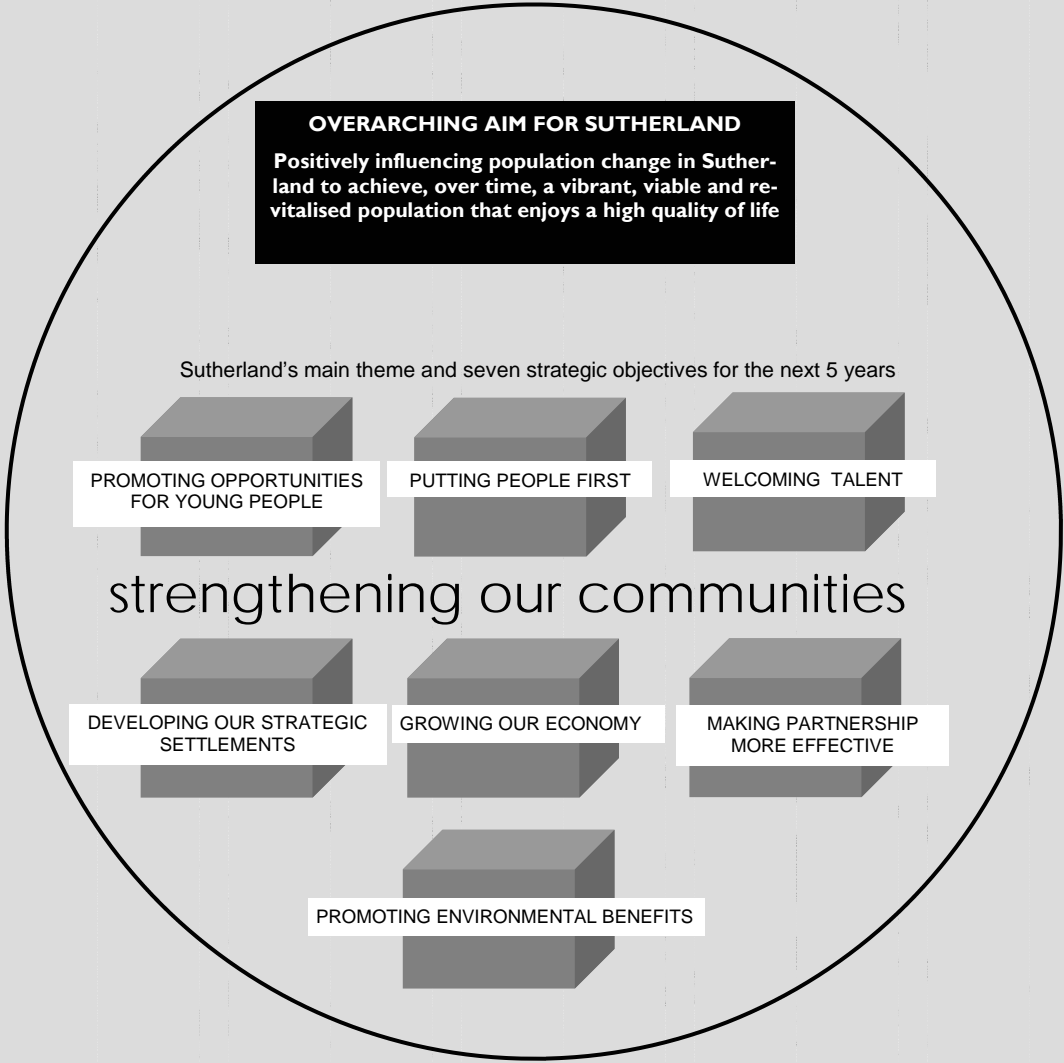 OVERARCHING AIM FOR SUTHERLAND
Positively influencing population change in Suther-
land to achieve, over time, a vibrant, viable and re-
vitalised population that enjoys a high quality of life
Sutherland’s main theme and seven strategic objectives for the next 5 years
PROMOTING OPPORTUNITIES
FOR YOUNG PEOPLE
PUTTING PEOPLE FIRST
WELCOMING TALENT
strengthening our communities
DEVELOPING OUR STRATEGIC
SETTLEMENTS
GROWING OUR ECONOMY
MAKING PARTNERSHIP
MORE EFFECTIVE
PROMOTING ENVIRONMENTAL BENEFITS